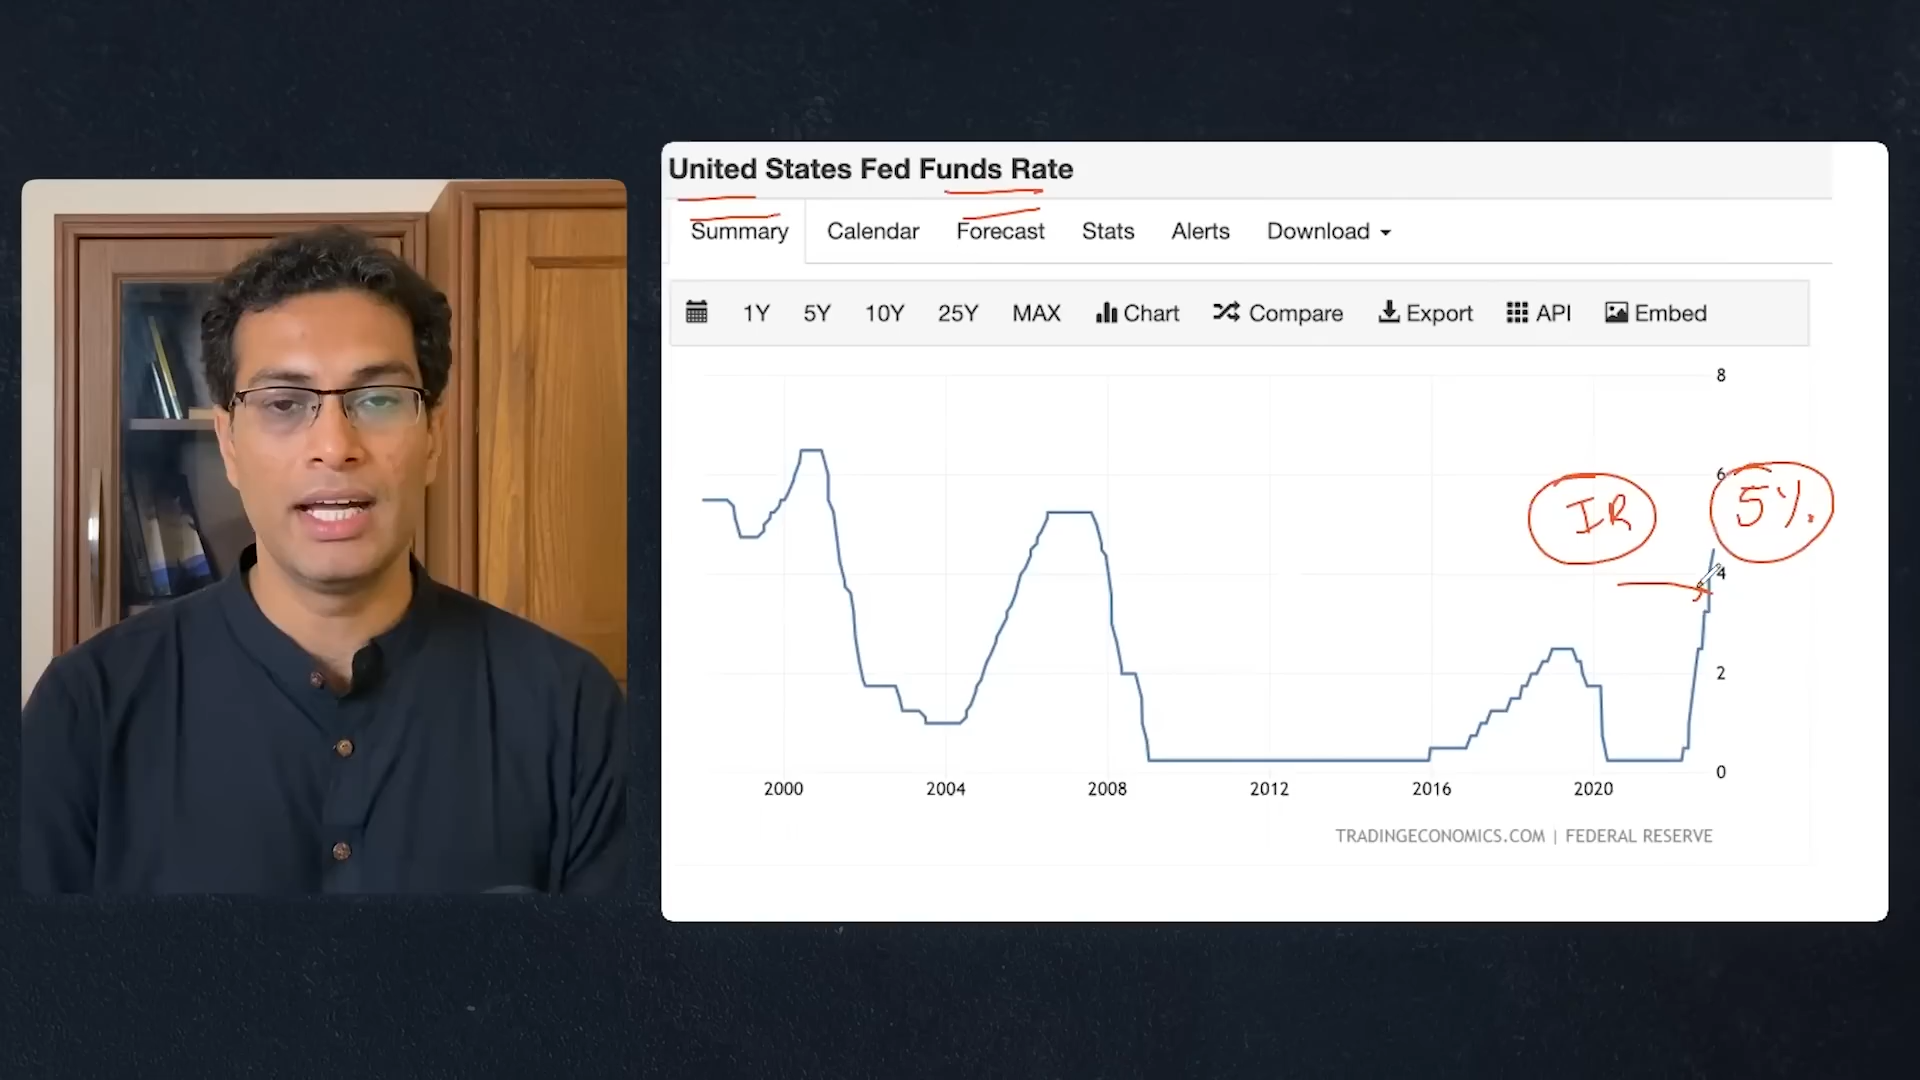 United States Fed Funds Rate
Summary Calendar Forecast Stats Alerts Download
1Y 5Y 10Y 25Y MAX Chart Compare Export API Embed
8
6
IR 5%.
4
2
0
2000 2004 2008 2012 2016 2020
TRADINGECONOMICS.COM | FEDERAL RESERVE